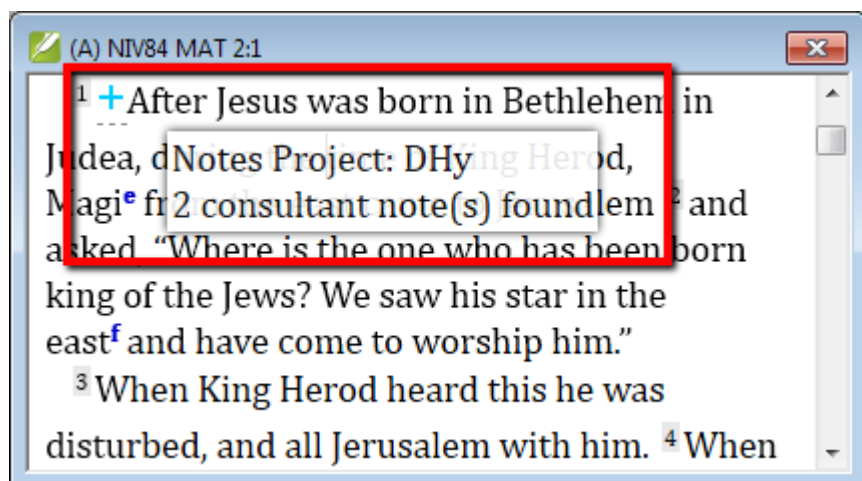 (A) NIV84 MAT 2:1
1 +After Jesus was born in Bethlehem in
Judea, d
Notes Project: DHy
King Herod,
Magie fr
2 consultant note(s) found
lem 2 and
asked, “Where is the one who has been born
king of the Jews? We saw his star in the
eastf and have come to worship him.”
3 When King Herod heard this he was
disturbed, and all Jerusalem with him. 4 When